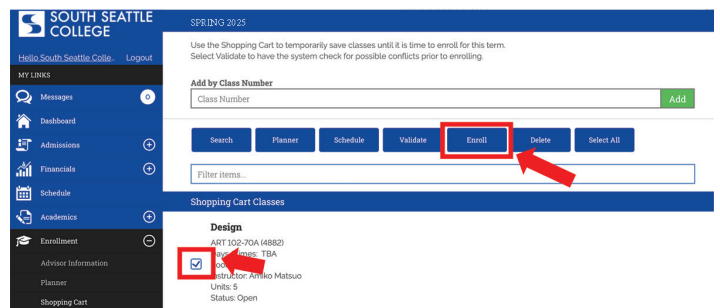 SOUTH SEATTLE
COLLEGE
Hello South Seattle Colle..
Logout
MY LINKS
Messages
0
Dashboard
Admissions
Financials
Schedule
Academics
Enrollment
Advisor Information
Planner
Shopping Cart
SPRING 2025
Use the Shopping Cart to temporarily save classes until it is time to enroll for this term.
Select Validate to have the system check for possible conflicts prior to enrolling.
Add by Class Number
Class Number
Add
Search
Planner
Schedule
Validate
Enroll
Delete
Select All
Filter items...
Shopping Cart Classes
Design
ART 102-70A (4882)
TBA
Amiko Matsuo
Units: 5
Status: Open